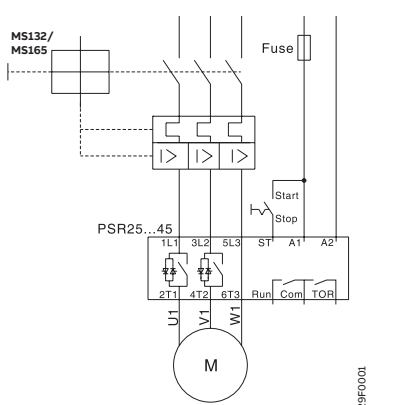 MS132/
MS165
Fuse
I> I> I>
Start
Stop
PSR25...45
1L1 3L2 5L3 ST A1 A2
2T1 4T2 6T3 Run Com TOR
U1 V1 W1
M